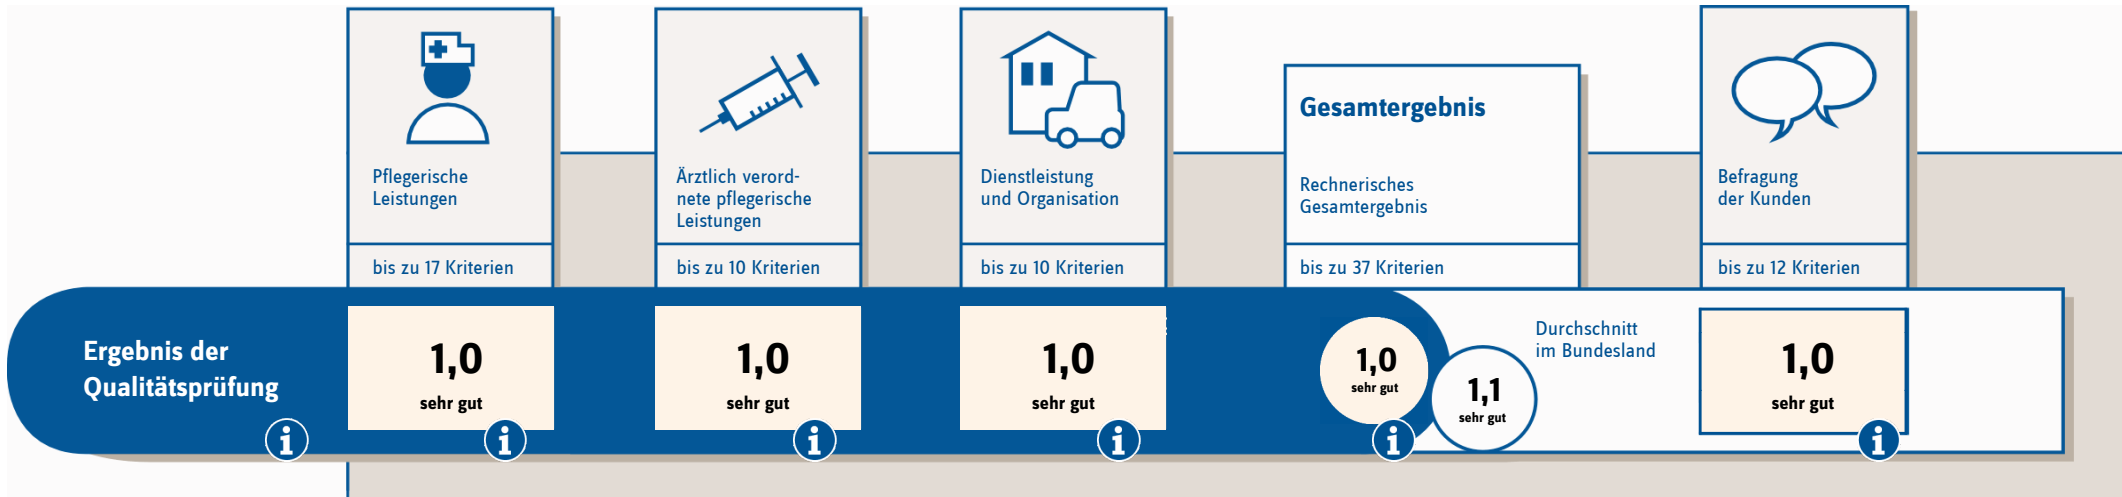 Pflegerische
Leistungen
bis zu 17 Kriterien
Ärztlich verord-
nete pflegerische
Leistungen
bis zu 10 Kriterien
Dienstleistung
und Organisation
bis zu 10 Kriterien
Gesamtergebnis
Rechnerisches
Gesamtergebnis
bis zu 37 Kriterien
Befragung
der Kunden
bis zu 12 Kriterien
Ergebnis der
Qualitätsprüfung
i
1,0
sehr gut
i
1,0
sehr gut
i
1,0
sehr gut
i
1,0
sehr gut
i
1,1
sehr gut
Durchschnitt
im Bundesland
1,0
sehr gut
i